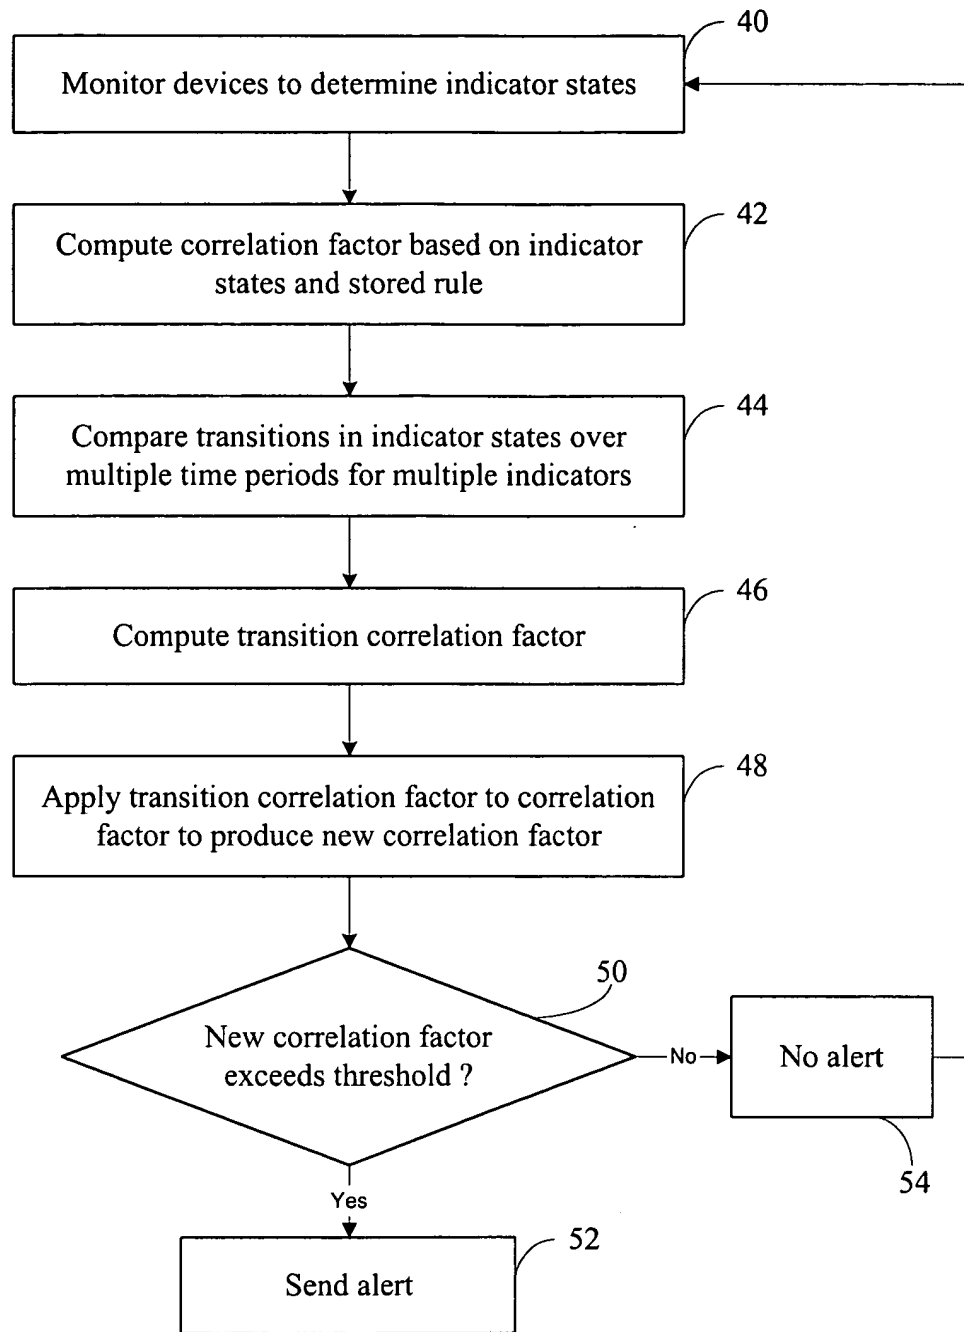 40
Monitor devices to determine indicator states
42
Compute correlation factor based on indicator
states and stored rule
44
Compare transitions in indicator states over
multiple time periods for multiple indicators
46
Compute transition correlation factor
48
Apply transition correlation factor to correlation
factor to produce new correlation factor
50
New correlation factor
exceeds threshold ?
No
No alert
54
Yes
52
Send alert